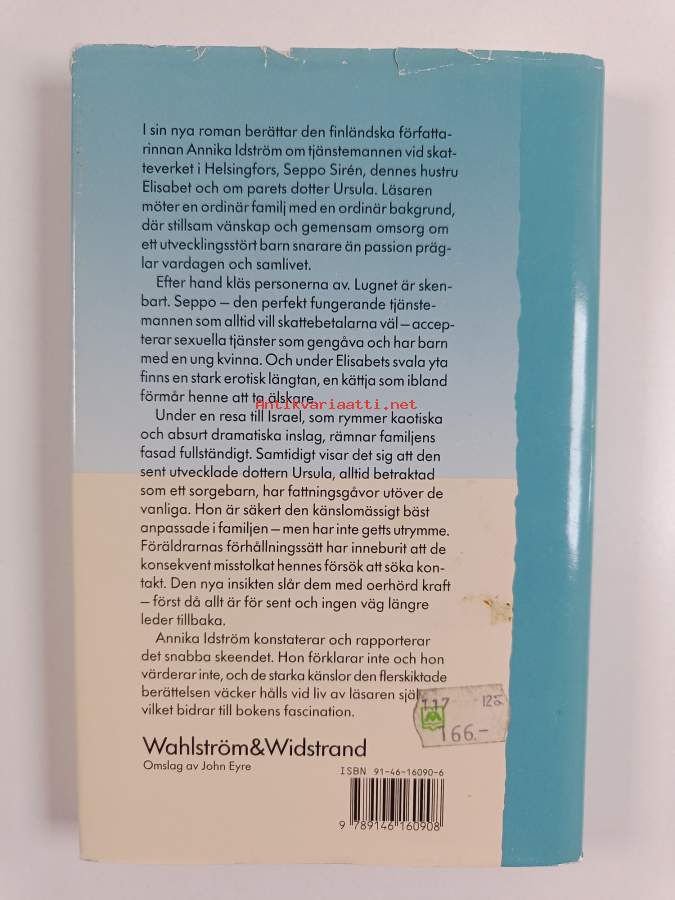 I sin nya roman berättar den finländska författa-
rinnan Annika Idström om tjänstemannen vid skat-
teverket i Helsingfors, Seppo Sirén, dennes hustru
Elisabet och om parets dotter Ursula. Läsaren
möter en ordinär familj med en ordinär bakgrund,
där stillsam vänskap och gemensam omsorg om
ett utvecklingsstört barn snarare än passion präg-
lar vardagen och samlivet.
Efter hand kläs personerna av. Lugnet är sken-
bart. Seppo – den perfekt fungerande tjänste-
mannen som alltid vill skattebetalarna väl – accep-
terar sexuella tjänster som gengåva och har barn
med en ung kvinna. Och under Elisabets svala yta
finns en stark erotisk längtan, en kättja som ibland
förmår henne att ta älskare.
Antikvariaatti.net
Under en resa till Israel, som rymmer kaotiska
och absurt dramatiska inslag, rämnar familjens
fasad fullständigt. Samtidigt visar det sig att den
sent utvecklade dottern Ursula, alltid betraktad
som ett sorgebarn, har fattningsgåvor utöver de
vanliga. Hon är säkert den känslomässigt bäst
anpassade i familjen – men har inte getts utrymme.
Föräldrarnas förhållningssätt har inneburit att de
konsekvent misstolkat hennes försök att söka kon-
takt. Den nya insikten slår dem med oerhörd kraft
– först då allt är för sent och ingen väg längre
leder tillbaka.
Annika Idström konstaterar och rapporterar
det snabba skeendet. Hon förklarar inte och hon
värderar inte, och de starka känslor den flerskiktade
berättelsen väcker hålls vid liv av läsaren själ
vilket bidrar till bokens fascination.
117
166.-
Wahlström&Widstrand
Omslag av John Eyre
ISBN 91-46-16090-6
9 789146 160908